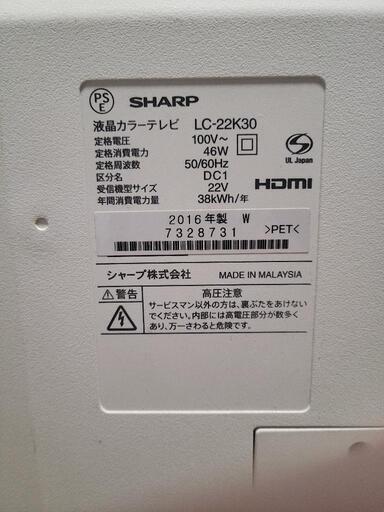 PS
E
SHARP
液晶カラーテレビ LC-22K30
定格電圧 100V~
定格消費電力 46W
定格周波数 50/60Hz
区分名 DC1
受信機型サイズ 22V
年間消費電力量 38kWh/年
UL Japan
HDMI
2016年製 W
7328731
>PET<
シャープ株式会社 MADE IN MALAYSIA
警告 高圧注意
サービスマン以外の方は、裏ぶたをあけない
でください。内部には高電圧部分が数多く
あり、万一さわると危険です。